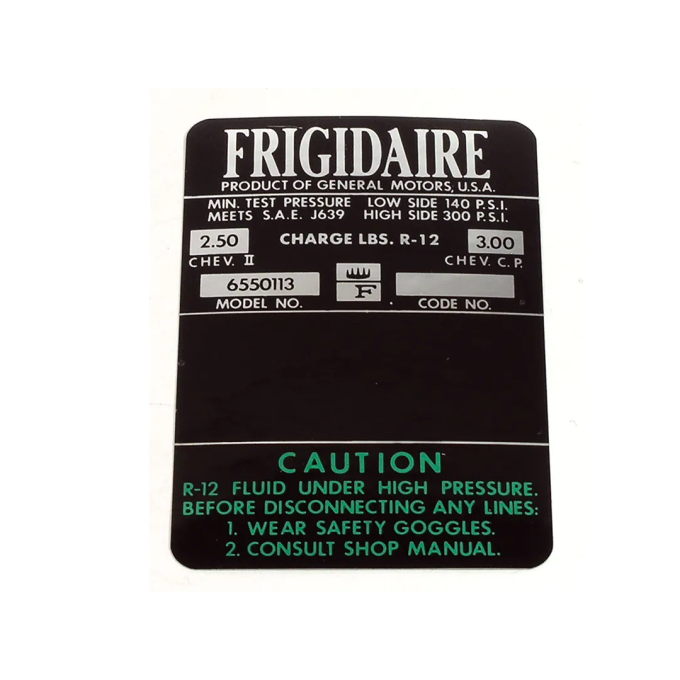 FRIGIDAIRE
PRODUCT OF GENERAL MOTORS, U.S.A.
MIN. TEST PRESSURE LOW SIDE 140 P.S.I.
MEETS S.A.E. J639 HIGH SIDE 300 P.S.I.
2.50 CHARGE LBS. R-12 3.00
CHEV. II CHEV. C.P.
6550113 F
MODEL NO. CODE NO.
CAUTION
R-12 FLUID UNDER HIGH PRESSURE.
BEFORE DISCONNECTING ANY LINES:
1. WEAR SAFETY GOGGLES.
2. CONSULT SHOP MANUAL.